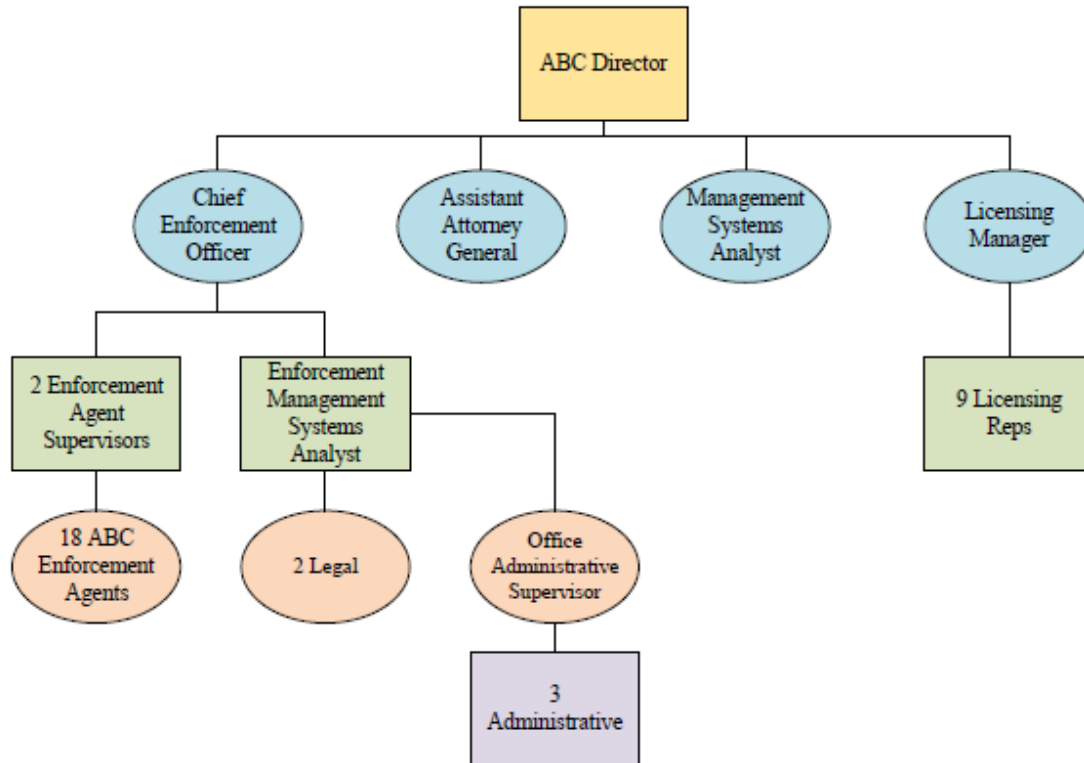 ABC Director
Chief
Enforcement
Officer
Assistant
Attorney
General
Management
Systems
Analyst
Licensing
Manager
2 Enforcement
Agent
Supervisors
Enforcement
Management
Systems
Analyst
9 Licensing
Reps
18 ABC
Enforcement
Agents
2 Legal
Office
Administrative
Supervisor
3
Administrative